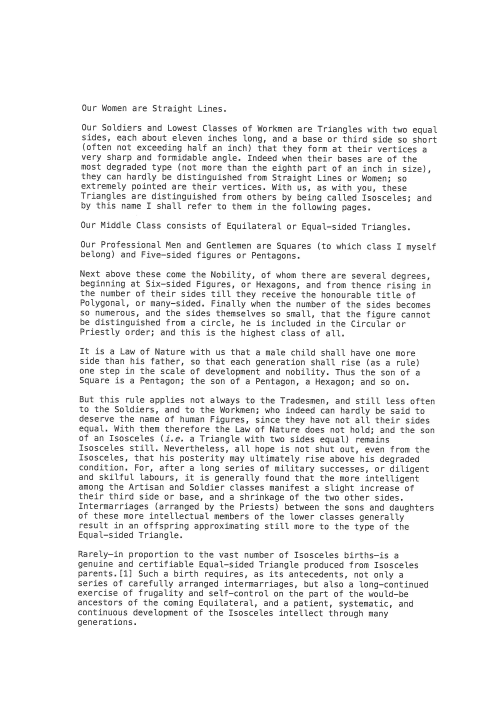 Our Women are Straight Lines.
Our Soldiers and Lowest Classes of Workmen are Triangles with two equal
sides, each about eleven inches long, and a base or third side so short
(often not exceeding half an inch) that they form at their vertices a
very sharp and formidable angle. Indeed when their bases are of the
most degraded type (not more than the eighth part of an inch in size),
they can hardly be distinguished from Straight Lines or Women; so
extremely pointed are their vertices. With us, as with you, these
Triangles are distinguished from others by being called Isosceles; and
by this name I shall refer to them in the following pages.
Our Middle Class consists of Equilateral or Equal-sided Triangles.
Our Professional Men and Gentlemen are Squares (to which class I myself
belong) and Five-sided figures or Pentagons.
Next above these come the Nobility, of whom there are several degrees,
beginning at Six-sided Figures, or Hexagons, and from thence rising in
the number of their sides till they receive the honourable title of
Polygonal, or many-sided. Finally when the number of the sides becomes
so numerous, and the sides themselves so small, that the figure cannot
be distinguished from a circle, he is included in the Circular or
Priestly order; and this is the highest class of all.
It is a Law of Nature with us that a male child shall have one more
side than his father, so that each generation shall rise (as a rule)
one step in the scale of development and nobility. Thus the son of a
Square is a Pentagon; the son of a Pentagon, a Hexagon; and so on.
But this rule applies not always to the Tradesmen, and still less often
to the Soldiers, and to the Workmen; who indeed can hardly be said to
deserve the name of human Figures, since they have not all their sides
equal. With them therefore the Law of Nature does not hold; and the son
of an Isosceles (i.e. a Triangle with two sides equal) remains
Isosceles still. Nevertheless, all hope is not shut out, even from the
Isosceles, that his posterity may ultimately rise above his degraded
condition. For, after a long series of military successes, or diligent
and skilful labours, it is generally found that the more intelligent
among the Artisan and Soldier classes manifest a slight increase of
their third side or base, and a shrinkage of the two other sides.
Intermarriages (arranged by the Priests) between the sons and daughters
of these more intellectual members of the lower classes generally
result in an offspring approximating still more to the type of the
Equal-sided Triangle.
Rarely—in proportion to the vast number of Isosceles births—is a
genuine and certifiable Equal-sided Triangle produced from Isosceles
parents.[1] Such a birth requires, as its antecedents, not only a
series of carefully arranged intermarriages, but also a long-continued
exercise of frugality and self-control on the part of the would-be
ancestors of the coming Equilateral, and a patient, systematic, and
continuous development of the Isosceles intellect through many
generations.